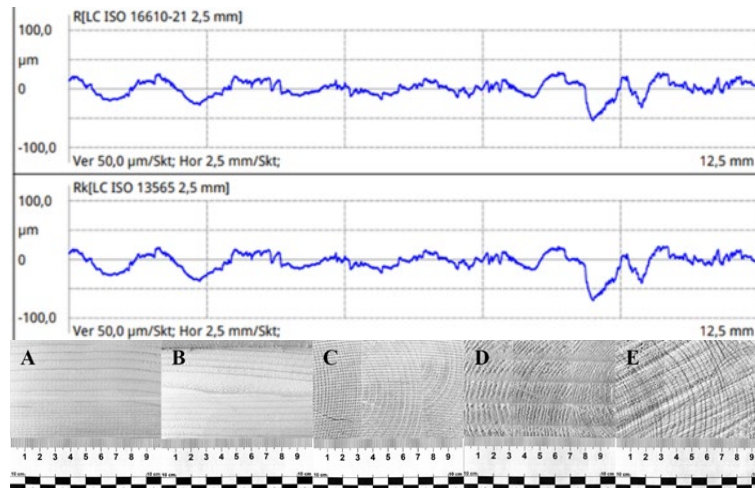 R[LC ISO 16610-21 2,5 mm]
100,0
µm
0
-100,0
Ver 50,0 µm/Skt; Hor 2,5 mm/Skt;
12,5 mm
Rk[LC ISO 13565 2,5 mm]
100,0
µm
0
-100,0
Ver 50,0 µm/Skt; Hor 2,5 mm/Skt;
12,5 mm
A B C D E
1 2 3 4 5 6 7 8 9 1 2 3 4 5 6 7 8 9 1 2 3 4 5 6 7 8 9 1 2 3 4 5 6 7 8 9 1 2 3 4 5 6 7 8 9